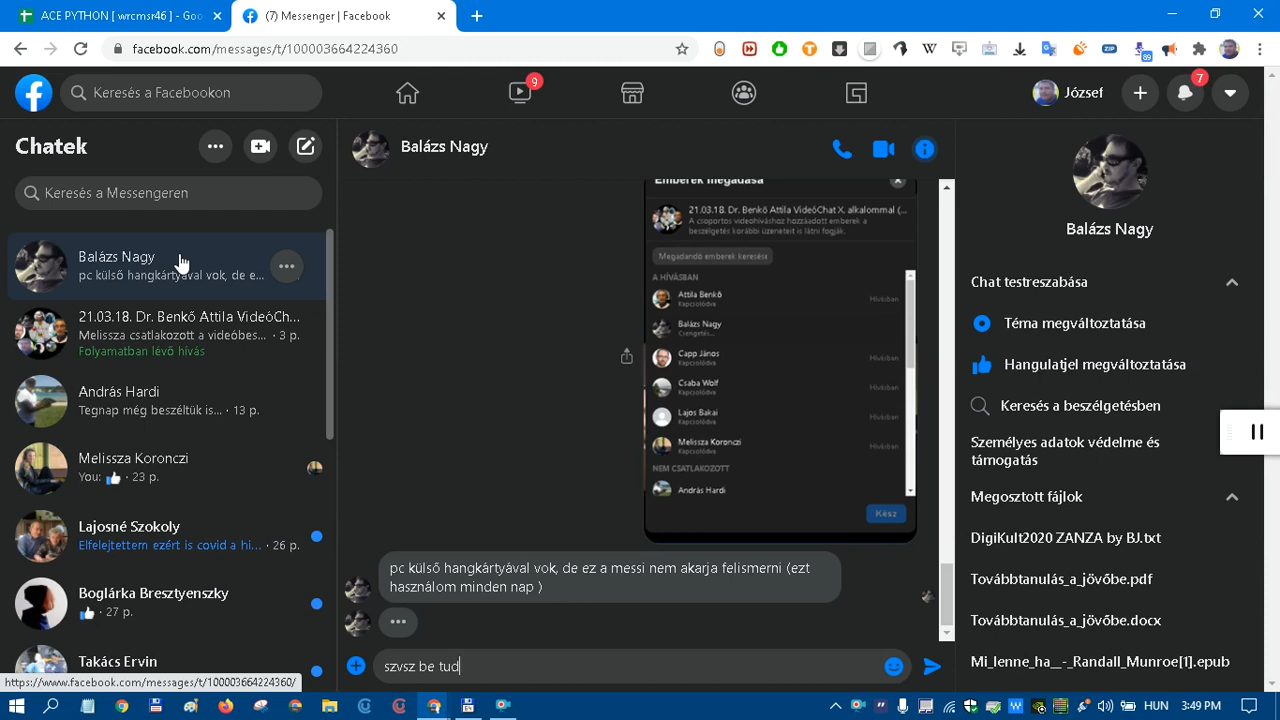 ACE PYTHON [ wrcmsr46 ] - Goo
(7) Messenger | Facebook
facebook.com/messages/t/100003664224360
Keresés a Facebookon
9
József
7
Chatek
Keresés a Messengeren
Balázs Nagy
pc külső hangkártyával vok, de e...
21.03.18. Dr. Benkő Attila VideóCh...
Melissza csatlakozott a videóbes... · 3 p.
Folyamatban lévő hívás
András Hardi
Tegnap még beszéltük is... · 13 p.
Melissza Koronczi
You: · 23 p.
Lajosné Szokoly
Elfelejtettem ezért is covid a hi... · 26 p.
Boglárka Bresztyenszky
· 27 p.
Takács Ervin
https://www.facebook.com/messages/t/100003664224360/
Balázs Nagy
Emberek megadása
21.03.18. Dr. Benkő Attila VideóChat X. alkalommal (...
A csoportos videohíváshoz hozzáadott emberek a
beszélgetés korábbi üzeneteit is látni fogják.
Megadandó emberek keresése
A HÍVÁSBAN
Attila Benkő
Kapcsolódva
Hívásban
Balázs Nagy
Csengetés...
Capp János
Kapcsolódva
Hívásban
Csaba Wolf
Kapcsolódva
Hívásban
Lajos Bakai
Kapcsolódva
Hívásban
Melissza Koronczi
Kapcsolódva
Hívásban
NEM CSATLAKOZOTT
András Hardi
Kész
pc külső hangkártyával vok, de ez a messi nem akarja felismerni (ezt
használom minden nap )
szvsz be tud
Balázs Nagy
Chat testreszabása
Téma megváltoztatása
Hangulatjel megváltoztatása
Keresés a beszélgetésben
Személyes adatok védelme és
támogatás
Megosztott fájlok
DigiKult2020 ZANZA by BJ.txt
Továbbtanulás_a_jövőbe.pdf
Továbbtanulás_a_jövőbe.docx
Mi_lenne_ha__-_Randall_Munroe[1].epub
HUN
3:49 PM